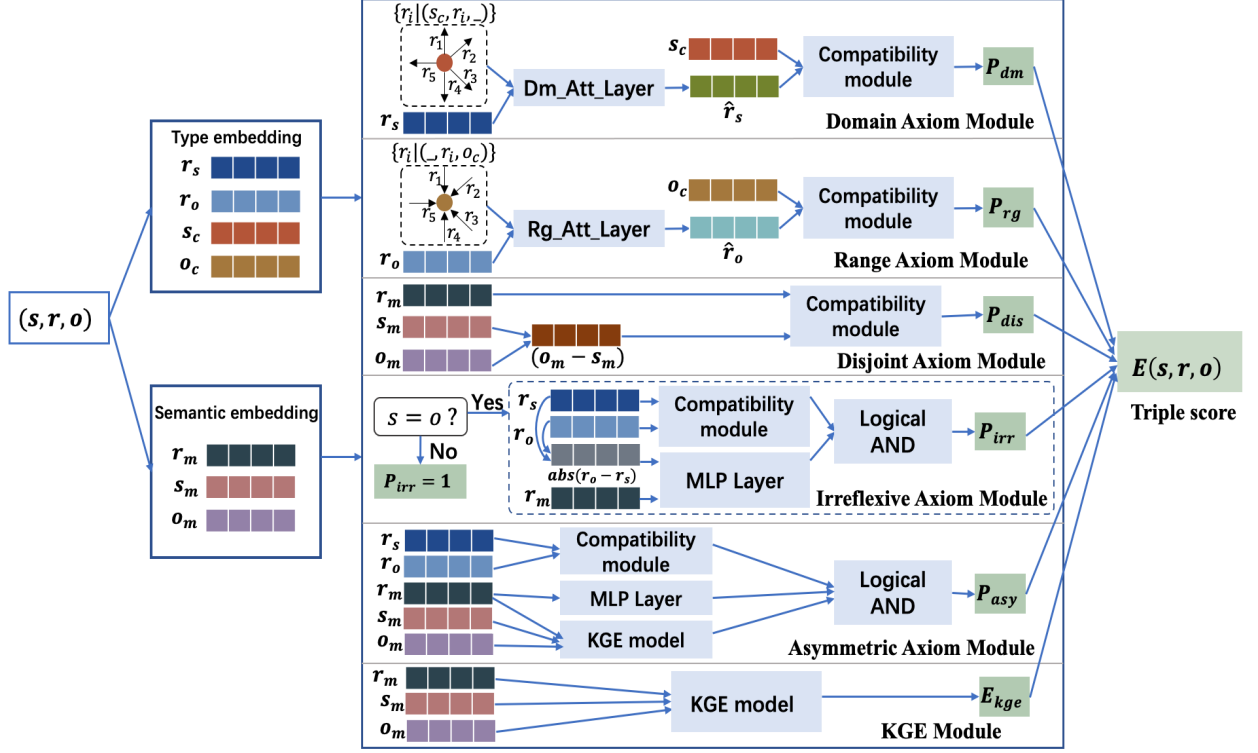 (s, r, o)
Type embedding
r_s
r_o
s_c
o_c
Semantic embedding
r_m
s_m
o_m
{r_i|(s_c, r_i, _)}
r_1
r_2
r_5
r_3
r_4
r_s
Dm_Att_Layer
s_c
r̂_s
Compatibility
module
P_dm
Domain Axiom Module
{r_i|(_, r_i, o_c)}
r_1
r_2
r_5
r_3
r_4
r_o
Rg_Att_Layer
o_c
r̂_o
Compatibility
module
P_rg
Range Axiom Module
r_m
s_m
o_m
(o_m − s_m)
Compatibility
module
P_dis
Disjoint Axiom Module
s = o ?
Yes
No
P_irr = 1
r_s
r_o
abs(r_o − r_s)
r_m
Compatibility
module
MLP Layer
Logical
AND
P_irr
Irreflexive Axiom Module
r_s
r_o
r_m
s_m
o_m
Compatibility
module
MLP Layer
KGE model
Logical
AND
P_asy
Asymmetric Axiom Module
r_m
s_m
o_m
KGE model
E_kge
KGE Module
E(s, r, o)
Triple score